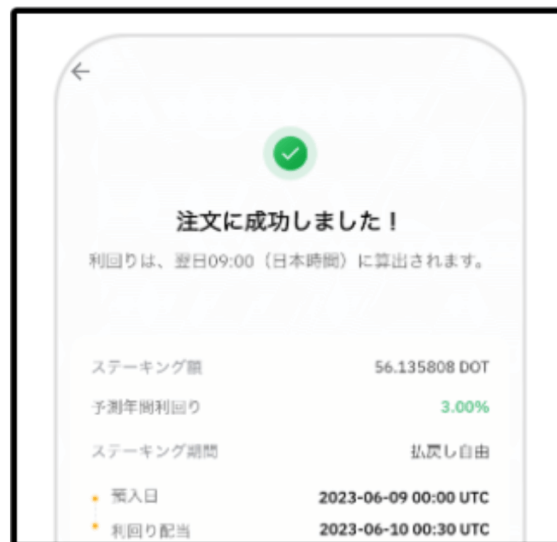 注文に成功しました！
利回りは、翌日09:00（日本時間）に算出されます。
ステーキング額 56.135808 DOT
予測年間利回り 3.00%
ステーキング期間 払戻し自由
預入日 2023-06-09 00:00 UTC
利回り配当 2023-06-10 00:30 UTC